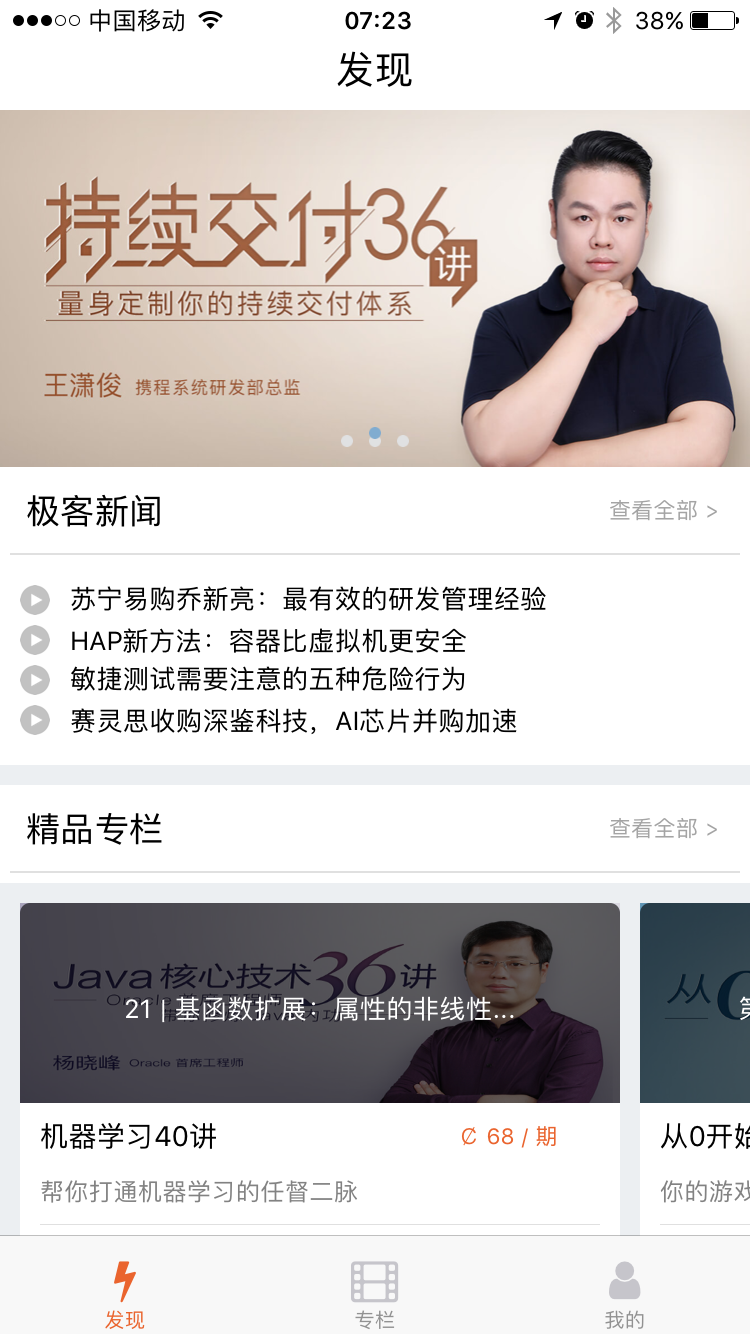 中国移动 07:23 38%
发现
持续交付36讲
量身定制你的持续交付体系
王潇俊 携程系统研发部总监
极客新闻 查看全部 >
苏宁易购乔新亮：最有效的研发管理经验
HAP新方法：容器比虚拟机更安全
敏捷测试需要注意的五种危险行为
赛灵思收购深鉴科技，AI芯片并购加速
精品专栏 查看全部 >
Java核心技术36讲
21 | 基函数扩展：属性的非线性...
杨晓峰 Oracle 首席工程师
从0
第
机器学习40讲 ₡ 68 / 期
帮你打通机器学习的任督二脉
从0开始
你的游戏
发现 专栏 我的